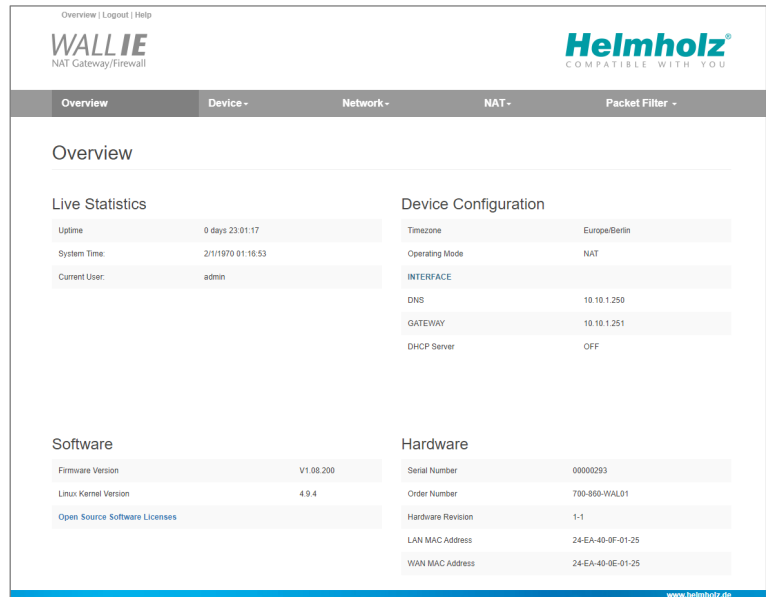 Overview | Logout | Help
WALL IE
NAT Gateway/Firewall
Helmholz®
COMPATIBLE WITH YOU
Overview Device Network NAT Packet Filter
Overview
Live Statistics
Uptime 0 days 23:01:17
System Time: 2/1/1970 01:16:53
Current User: admin
Device Configuration
Timezone Europe/Berlin
Operating Mode NAT
INTERFACE
DNS 10.10.1.250
GATEWAY 10.10.1.251
DHCP Server OFF
Software
Firmware Version V1.08.200
Linux Kernel Version 4.9.4
Open Source Software Licenses
Hardware
Serial Number 00000293
Order Number 700-860-WAL01
Hardware Revision 1-1
LAN MAC Address 24-EA-40-0F-01-25
WAN MAC Address 24-EA-40-0E-01-25
www.helmholz.de